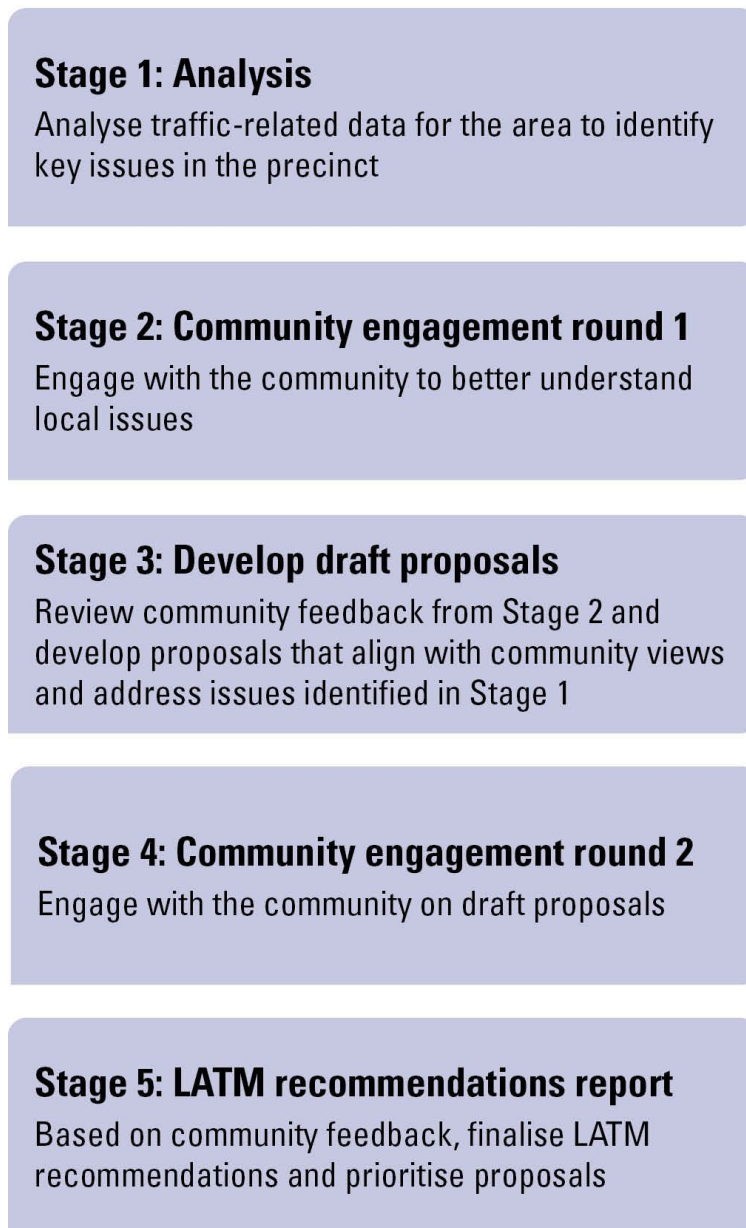 Stage 1: Analysis
Analyse traffic-related data for the area to identify
key issues in the precinct
Stage 2: Community engagement round 1
Engage with the community to better understand
local issues
Stage 3: Develop draft proposals
Review community feedback from Stage 2 and
develop proposals that align with community views
and address issues identified in Stage 1
Stage 4: Community engagement round 2
Engage with the community on draft proposals
Stage 5: LATM recommendations report
Based on community feedback, finalise LATM
recommendations and prioritise proposals